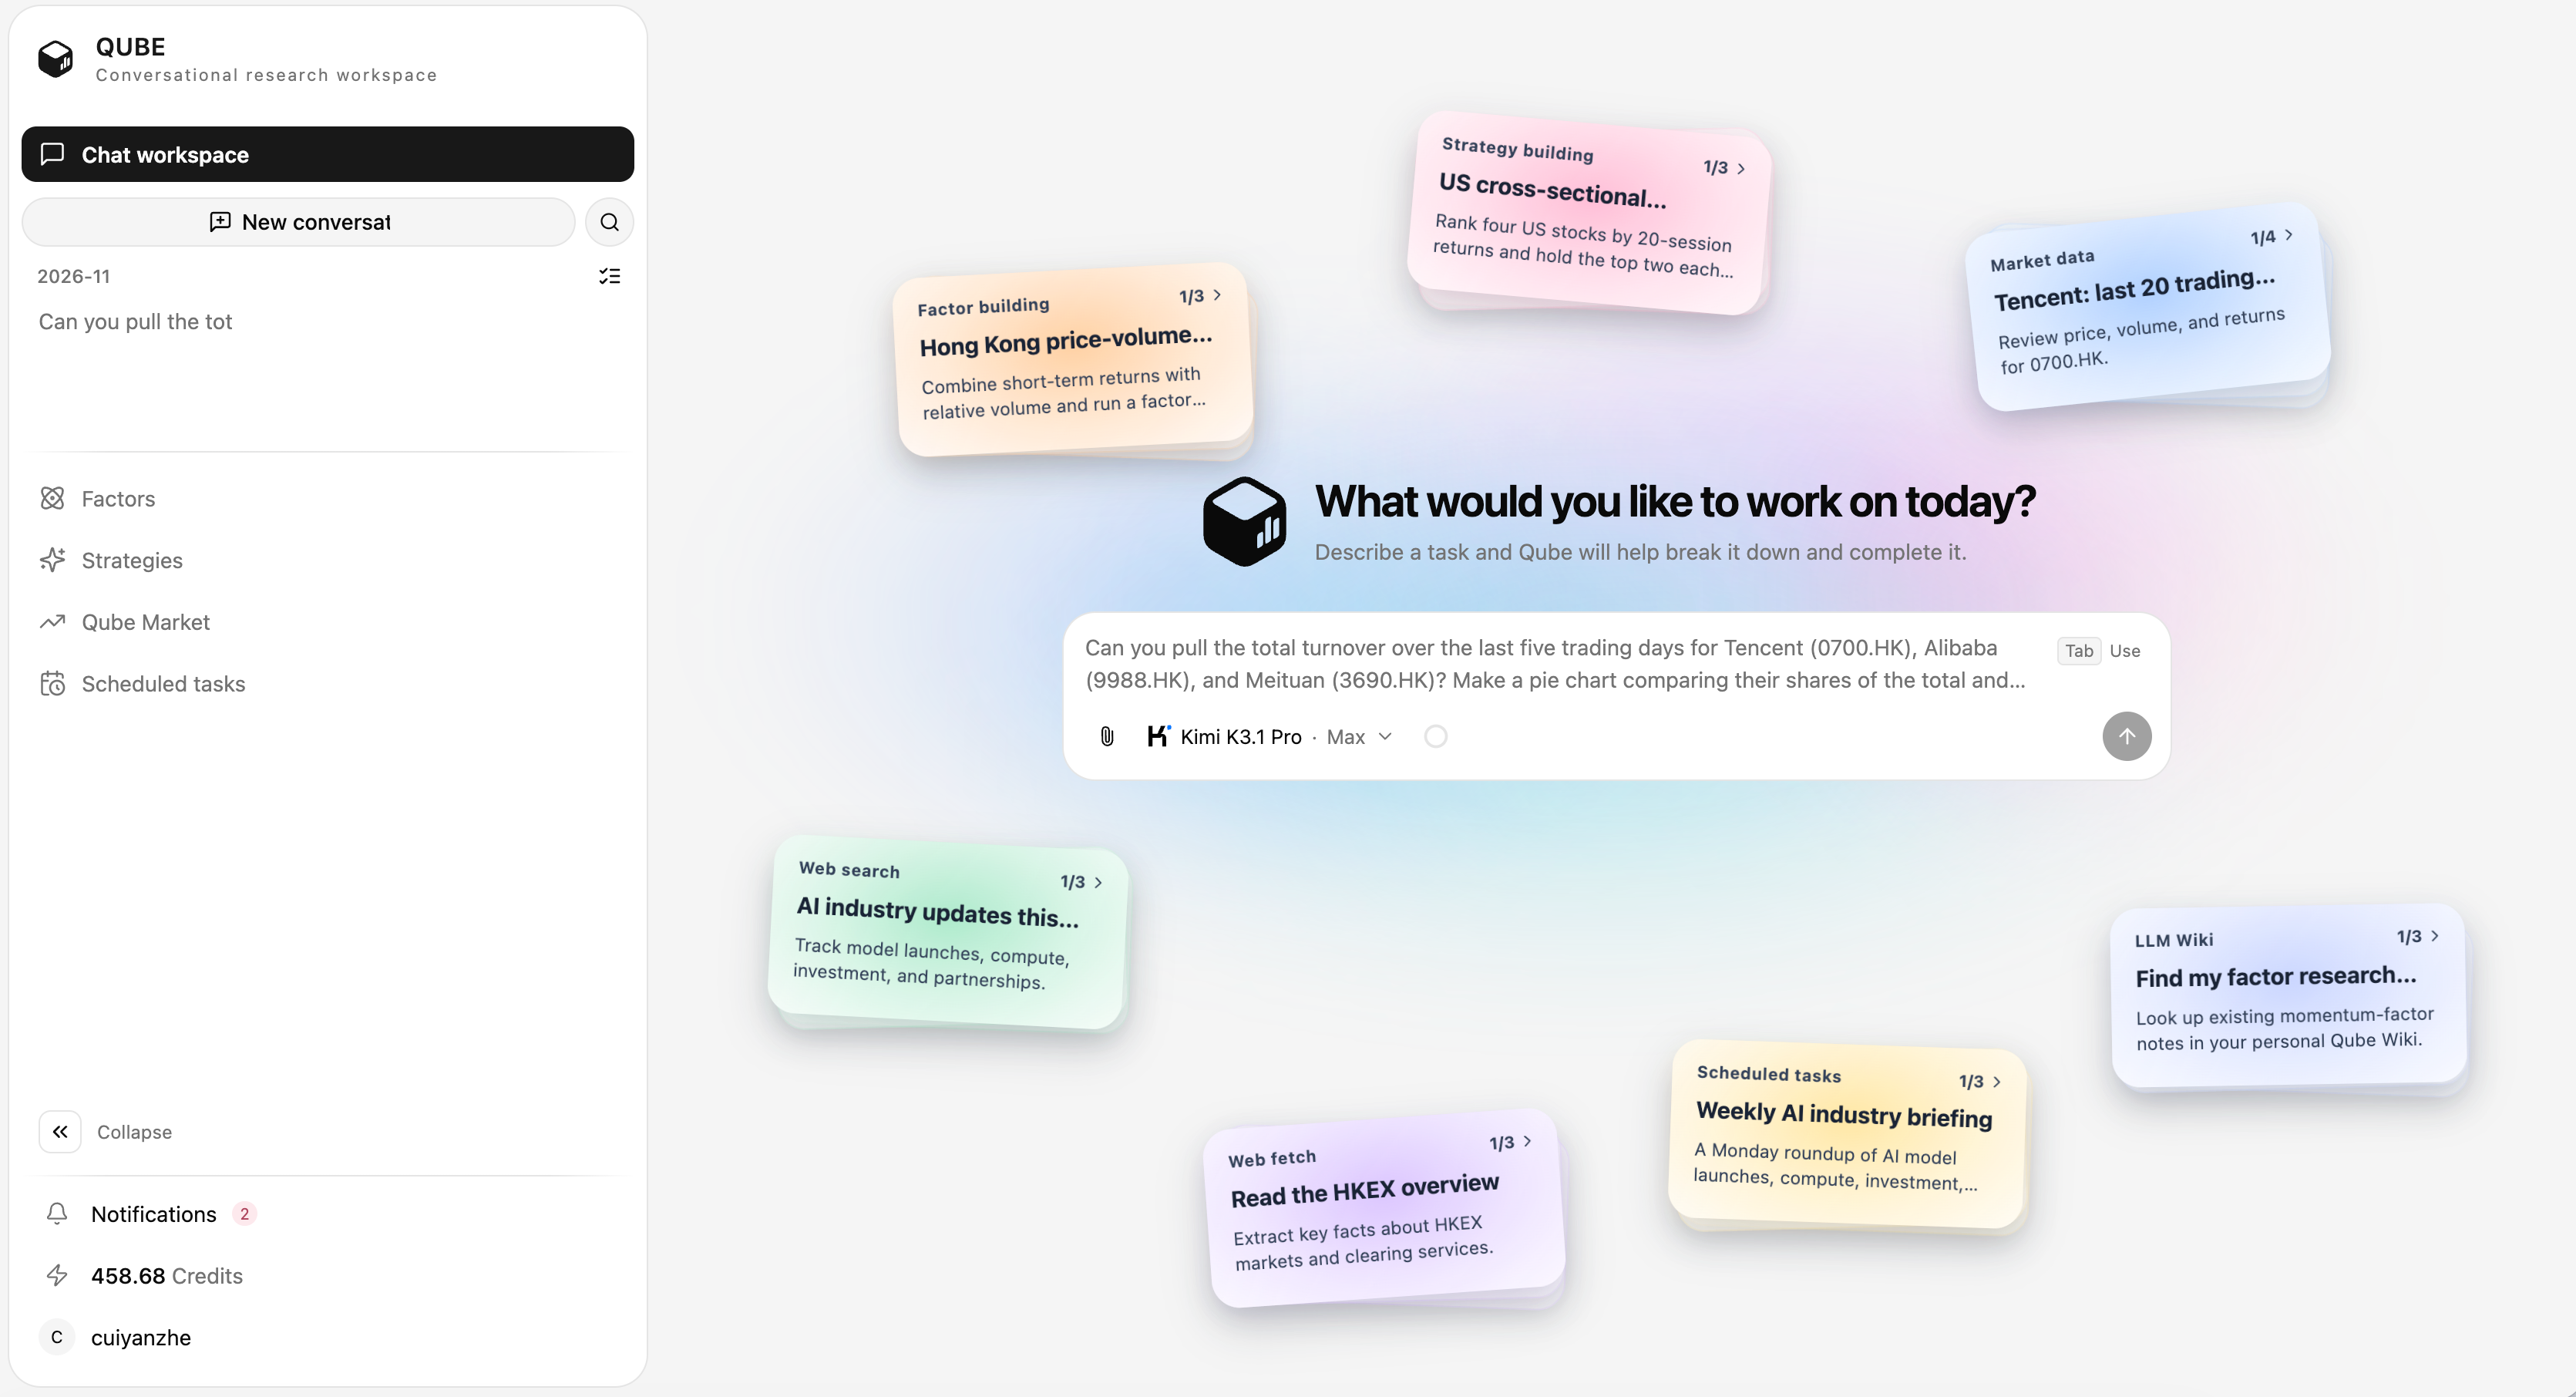 QUBE
Conversational research workspace
Chat workspace
New conversat
2026-11
Can you pull the tot
Factors
Strategies
Qube Market
Scheduled tasks
Collapse
Notifications 2
458.68 Credits
C cuiyanzhe
Strategy building 1/3
US cross-sectional...
Rank four US stocks by 20-session
returns and hold the top two each...
Market data 1/4
Tencent: last 20 trading...
Review price, volume, and returns
for 0700.HK.
Factor building 1/3
Hong Kong price-volume...
Combine short-term returns with
relative volume and run a factor...
What would you like to work on today?
Describe a task and Qube will help break it down and complete it.
Can you pull the total turnover over the last five trading days for Tencent (0700.HK), Alibaba
(9988.HK), and Meituan (3690.HK)? Make a pie chart comparing their shares of the total and...
Tab Use
Kimi K3.1 Pro · Max
Web search 1/3
AI industry updates this...
Track model launches, compute,
investment, and partnerships.
LLM Wiki 1/3
Find my factor research...
Look up existing momentum-factor
notes in your personal Qube Wiki.
Scheduled tasks 1/3
Weekly AI industry briefing
A Monday roundup of AI model
launches, compute, investment,...
Web fetch 1/3
Read the HKEX overview
Extract key facts about HKEX
markets and clearing services.